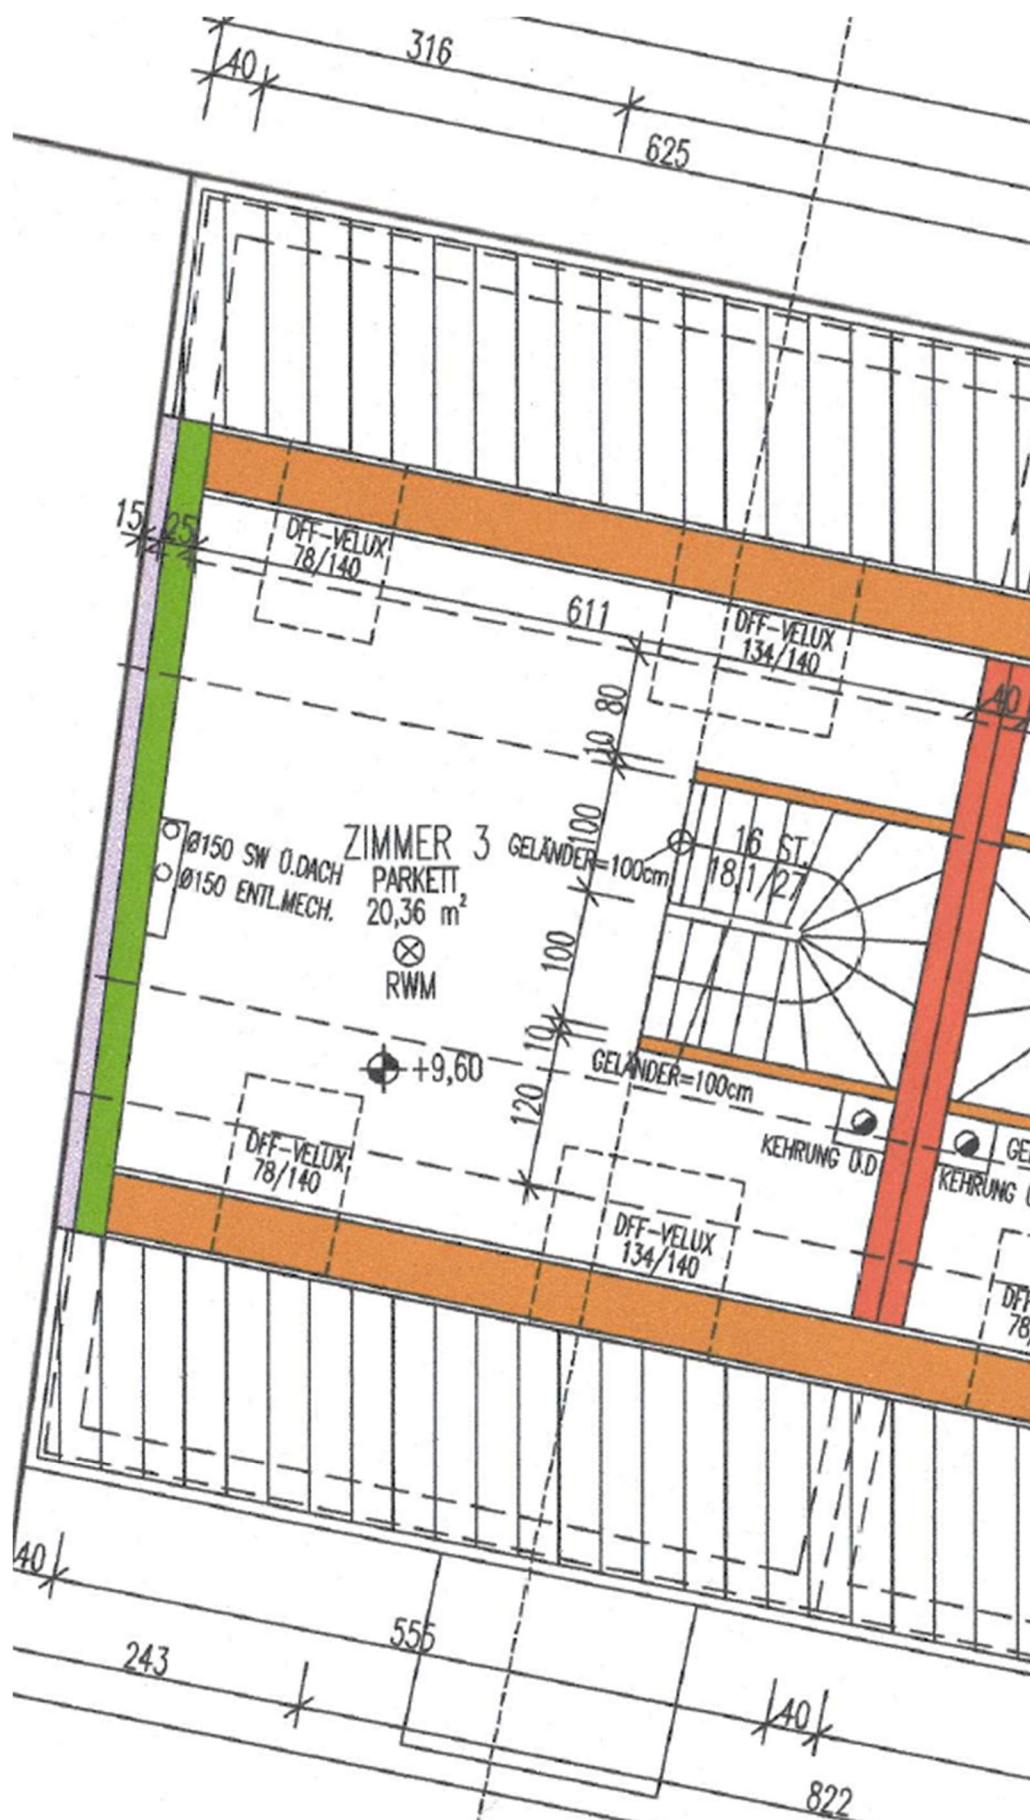 316
40
625
15
25
DFF-VELUX
78/140
611
DFF-VELUX
134/140
40
80
10
100
ZIMMER 3
PARKETT
20,36 m²
RWM
GELÄNDER=100cm
16 ST.
18,1/27
Ø150 SW Ü.DACH
Ø150 ENTL.MECH.
100
10
+9,60
120
GELÄNDER=100cm
KEHRUNG Ü.D
KEHRUNG
DFF-VELUX
78/140
DFF-VELUX
134/140
40
555
243
40
822